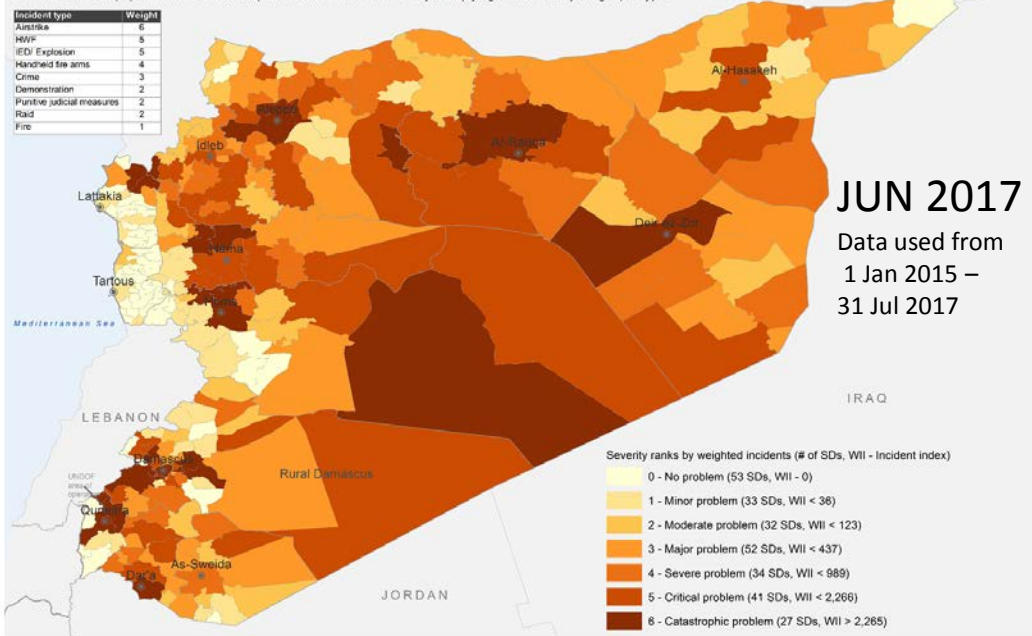 Incident type Weight
Airstrike 6
HWF 5
IED/ Explosion 5
Handheld fire arms 4
Crime 3
Demonstration 2
Punitive judicial measures 2
Raid 2
Fire 1
Al-Hasakeh
Aleppo
Ar-Raqqa
Idleb
Lattakia
Deir-ez-Zor
Hama
Tartous
Homs
Mediterranean Sea
JUN 2017
Data used from
1 Jan 2015 –
31 Jul 2017
LEBANON
IRAQ
Damascus
Rural Damascus
UNDOF
area of
operation
Quneitra
As-Sweida
Dar'a
JORDAN
Severity ranks by weighted incidents (# of SDs, WII - Incident index)
0 - No problem (53 SDs, WII - 0)
1 - Minor problem (33 SDs, WII < 36)
2 - Moderate problem (32 SDs, WII < 123)
3 - Major problem (52 SDs, WII < 437)
4 - Severe problem (34 SDs, WII < 989)
5 - Critical problem (41 SDs, WII < 2,266)
6 - Catastrophic problem (27 SDs, WII > 2,265)